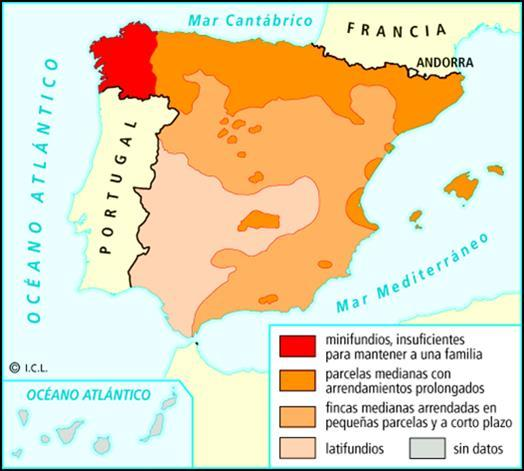 Mar Cantábrico
FRANCIA
ANDORRA
OCÉANO ATLÁNTICO
PORTUGAL
Mar Mediterráneo
© I.C.L.
OCÉANO ATLÁNTICO
minifundios, insuficientes
para mantener a una familia
parcelas medianas con
arrendamientos prolongados
fincas medianas arrendadas en
pequeñas parcelas y a corto plazo
latifundios
sin datos